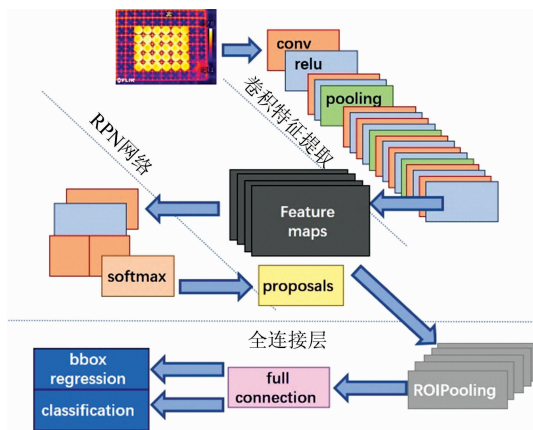 conv
relu
pooling
卷积特征提取
RPN网络
Feature
maps
softmax
proposals
全连接层
bbox
regression
classification
full
connection
ROIPooling